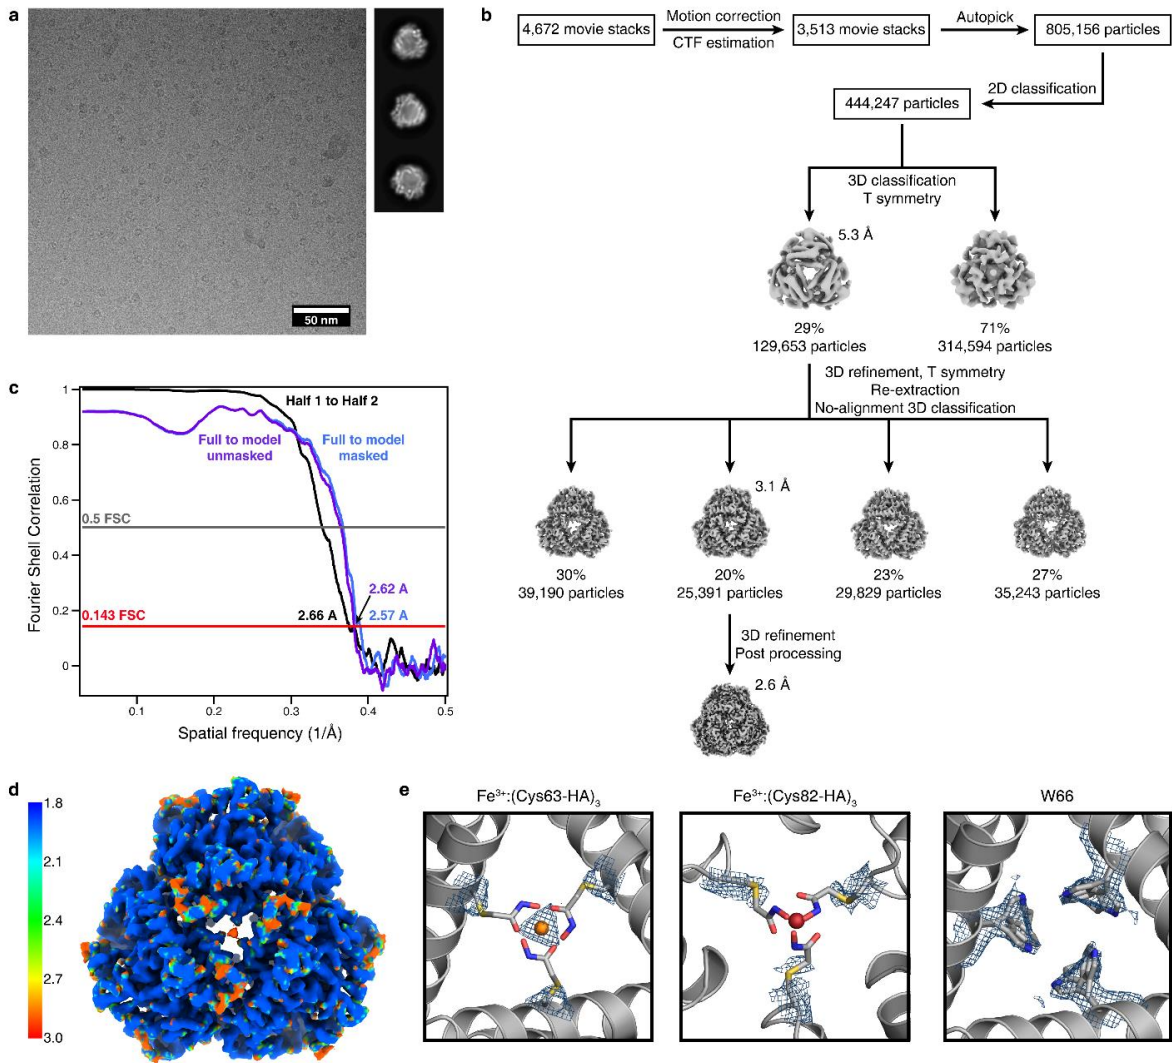 a
50 nm
b
4,672 movie stacks
Motion correction
CTF estimation
3,513 movie stacks
Autopick
805,156 particles
2D classification
444,247 particles
3D classification
T symmetry
5.3 Å
29%
129,653 particles
71%
314,594 particles
3D refinement, T symmetry
Re-extraction
No-alignment 3D classification
3.1 Å
30%
39,190 particles
20%
25,391 particles
23%
29,829 particles
27%
35,243 particles
3D refinement
Post processing
2.6 Å
c
Fourier Shell Correlation
1
0.8
0.6
0.4
0.2
0
Half 1 to Half 2
Full to model
unmasked
Full to model
masked
0.5 FSC
0.143 FSC
2.62 A
2.66 A
2.57 A
0.1
0.2
0.3
0.4
0.5
Spatial frequency (1/Å)
d
1.8
2.1
2.4
2.7
3.0
e
Fe³⁺:(Cys63-HA)₃
Fe³⁺:(Cys82-HA)₃
W66